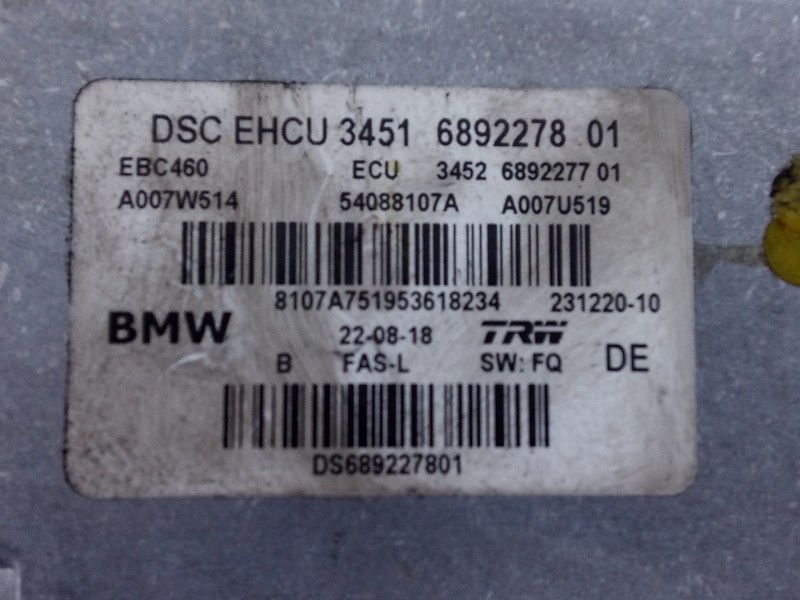 DSC EHCU 3451 6892278 01
EBC460 ECU 3452 6892277 01
A007W514 54088107A A007U519
8107A751953618234 231220-10
BMW 22-08-18 TRW
B FAS-L SW: FQ DE
DS689227801